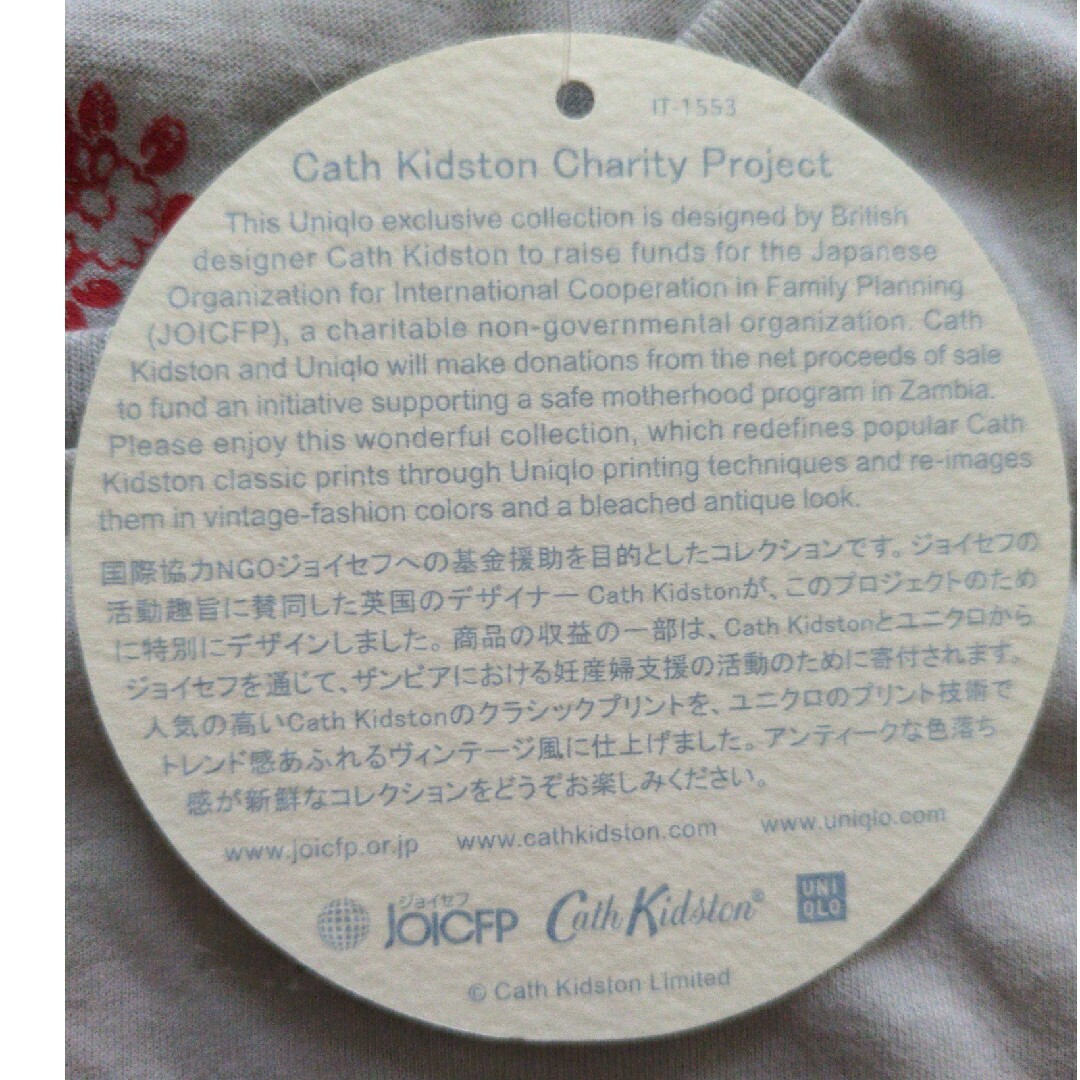 IT-1553
Cath Kidston Charity Project
This Uniqlo exclusive collection is designed by British
designer Cath Kidston to raise funds for the Japanese
Organization for International Cooperation in Family Planning
(JOICFP), a charitable non-governmental organization. Cath
Kidston and Uniqlo will make donations from the net proceeds of sale
to fund an initiative supporting a safe motherhood program in Zambia.
Please enjoy this wonderful collection, which redefines popular Cath
Kidston classic prints through Uniqlo printing techniques and re-images
them in vintage-fashion colors and a bleached antique look.
国際協力NGOジョイセフへの基金援助を目的としたコレクションです。ジョイセフの
活動趣旨に賛同した英国のデザイナー Cath Kidstonが、このプロジェクトのため
に特別にデザインしました。商品の収益の一部は、Cath Kidstonとユニクロから
ジョイセフを通じて、ザンビアにおける妊産婦支援の活動のために寄付されます。
人気の高いCath Kidstonのクラシックプリントを、ユニクロのプリント技術で
トレンド感あふれるヴィンテージ風に仕上げました。アンティークな色落ち
感が新鮮なコレクションをどうぞお楽しみください。
www.joicfp.or.jp www.cathkidston.com www.uniqlo.com
ジョイセフ
JOICFP Cath Kidston® UNI
QLO
© Cath Kidston Limited